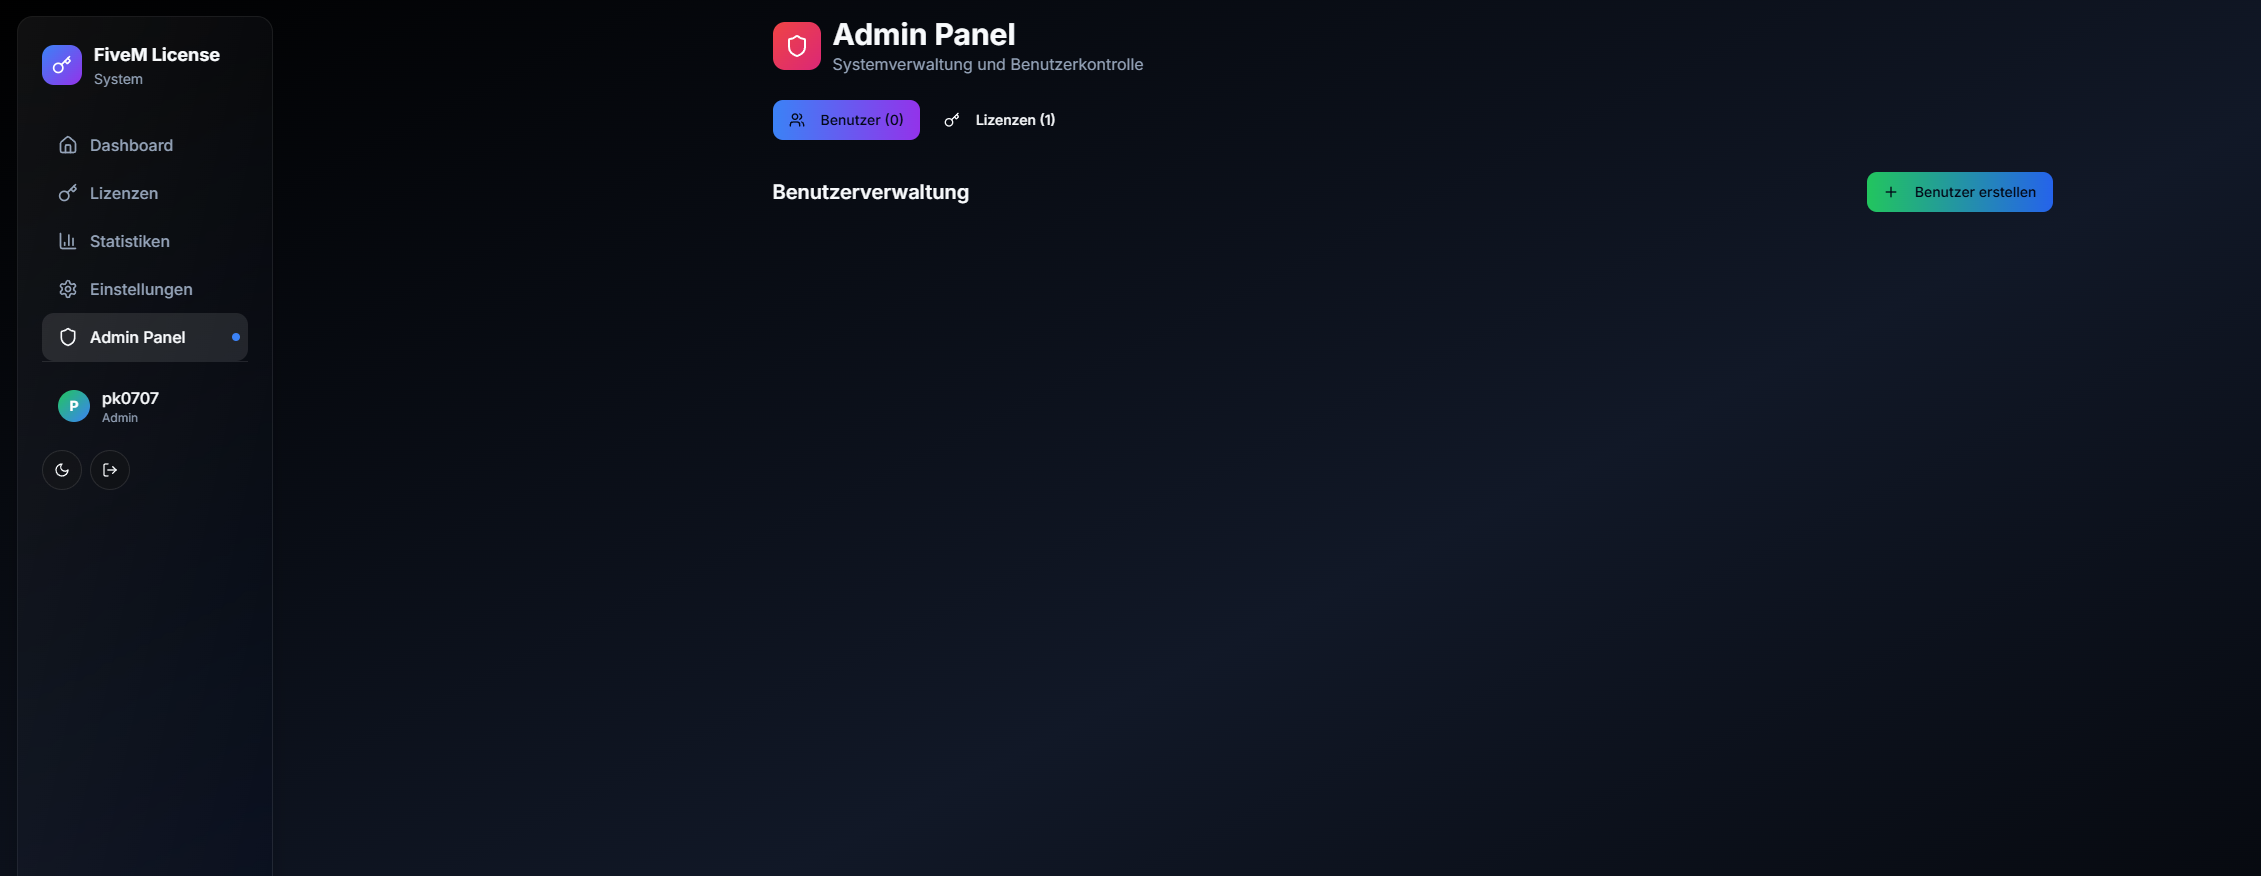 FiveM License
System
Dashboard
Lizenzen
Statistiken
Einstellungen
Admin Panel
P
pk0707
Admin
Admin Panel
Systemverwaltung und Benutzerkontrolle
Benutzer (0)
Lizenzen (1)
Benutzerverwaltung
Benutzer erstellen